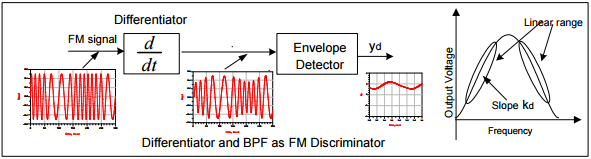 Differentiator
FM signal
d
dt
Envelope
Detector
yd
Linear range
Slope kd
Output Voltage
Frequency
Differentiator and BPF as FM Discriminator